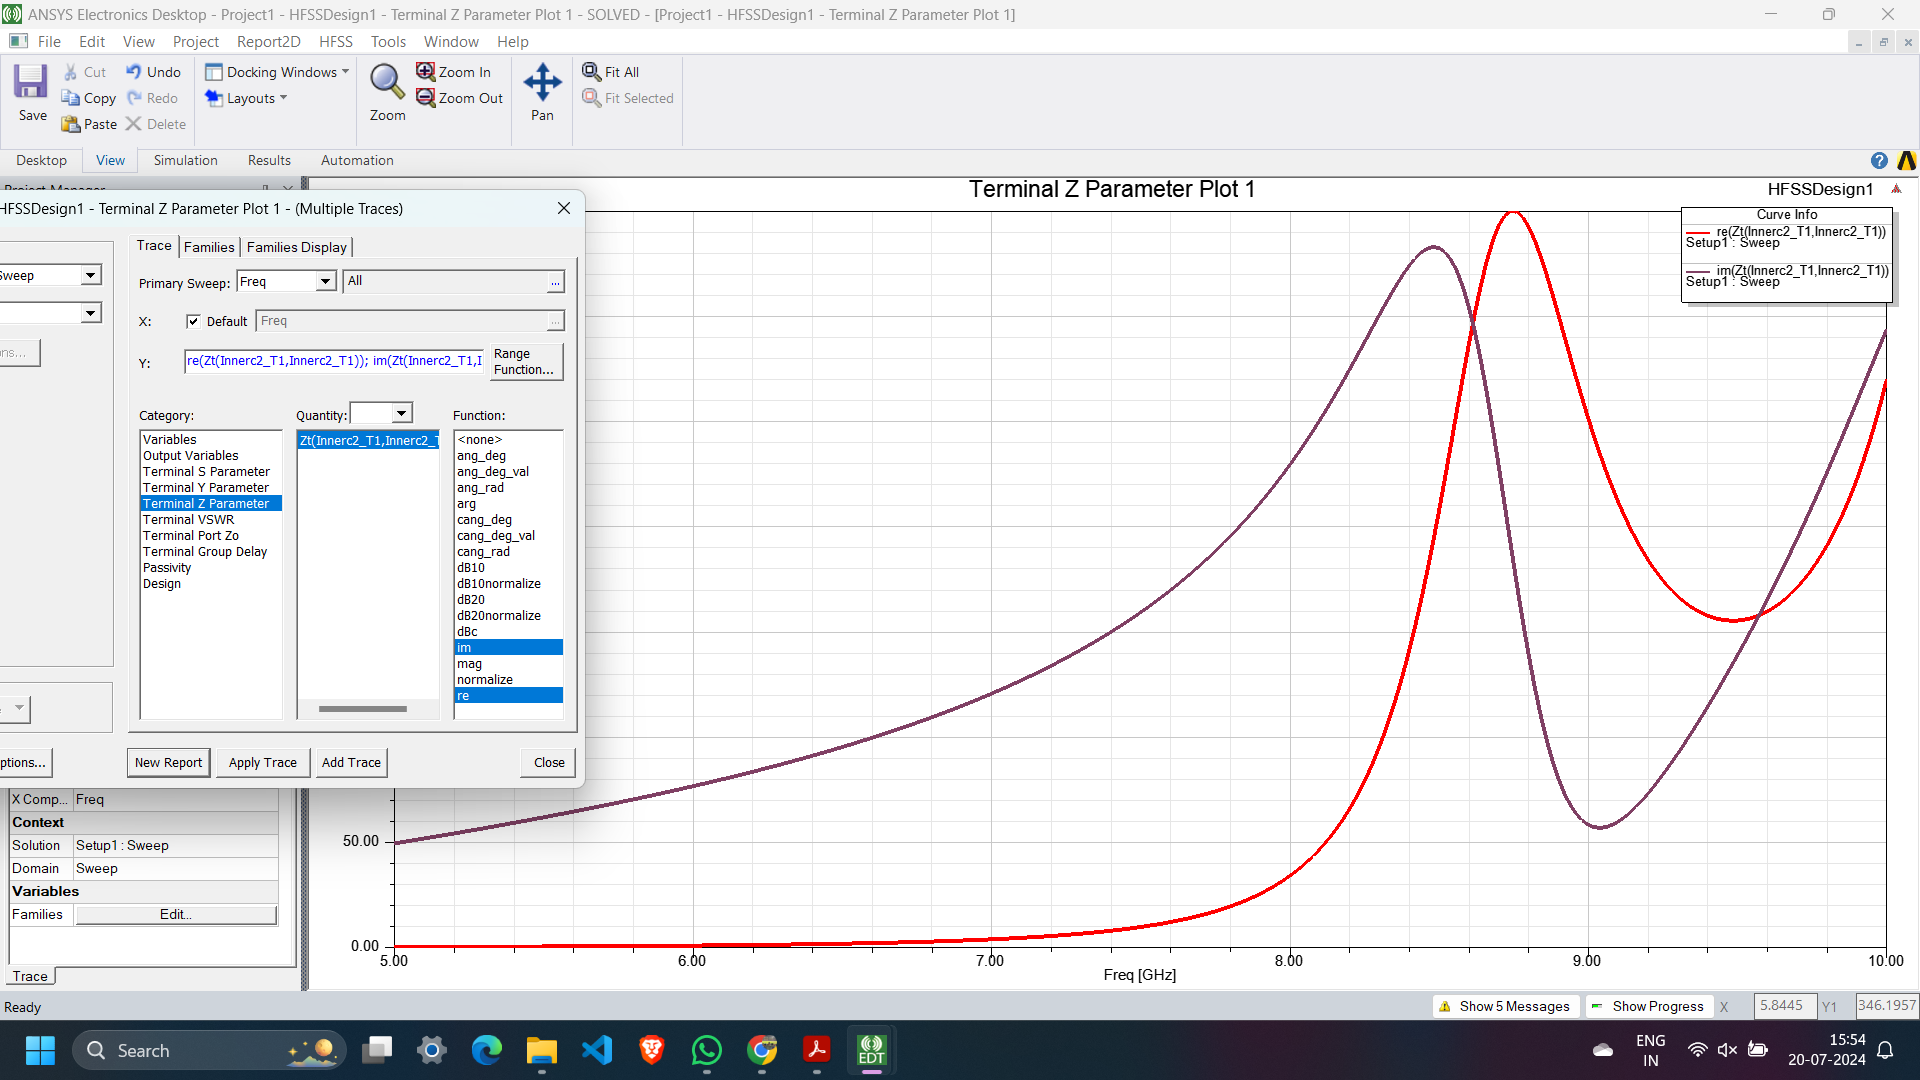 ANSYS Electronics Desktop - Project1 - HFSSDesign1 - Terminal Z Parameter Plot 1 - SOLVED - [Project1 - HFSSDesign1 - Terminal Z Parameter Plot 1]
File Edit View Project Report2D HFSS Tools Window Help
Save
Cut
Copy
Paste
Undo
Redo
Delete
Docking Windows
Layouts
Zoom
Zoom In
Zoom Out
Pan
Fit All
Fit Selected
Desktop View Simulation Results Automation
HFSSDesign1 - Terminal Z Parameter Plot 1 - (Multiple Traces)
Sweep
Trace Families Families Display
Primary Sweep: Freq All ...
X: Default Freq ...
Y: re(Zt(Innerc2_T1,Innerc2_T1)); im(Zt(Innerc2_T1,I
Range Function...
Category:
Variables
Output Variables
Terminal S Parameter
Terminal Y Parameter
Terminal Z Parameter
Terminal VSWR
Terminal Port Zo
Terminal Group Delay
Passivity
Design
Quantity:
Zt(Innerc2_T1,Innerc2_T
Function:
<none>
ang_deg
ang_deg_val
ang_rad
arg
cang_deg
cang_deg_val
cang_rad
dB10
dB10normalize
dB20
dB20normalize
dBc
im
mag
normalize
re
ptions...
New Report
Apply Trace
Add Trace
Close
X Comp... Freq
Context
Solution Setup1 : Sweep
Domain Sweep
Variables
Families Edit...
Trace
Terminal Z Parameter Plot 1
HFSSDesign1
Curve Info
re(Zt(Innerc2_T1,Innerc2_T1))
Setup1 : Sweep
im(Zt(Innerc2_T1,Innerc2_T1))
Setup1 : Sweep
50.00
0.00
5.00 6.00 7.00 8.00 9.00 10.00
Freq [GHz]
Ready
Show 5 Messages
Show Progress
X 5.8445 Y1 346.1957
Search
EDT
ENG
IN
15:54
20-07-2024